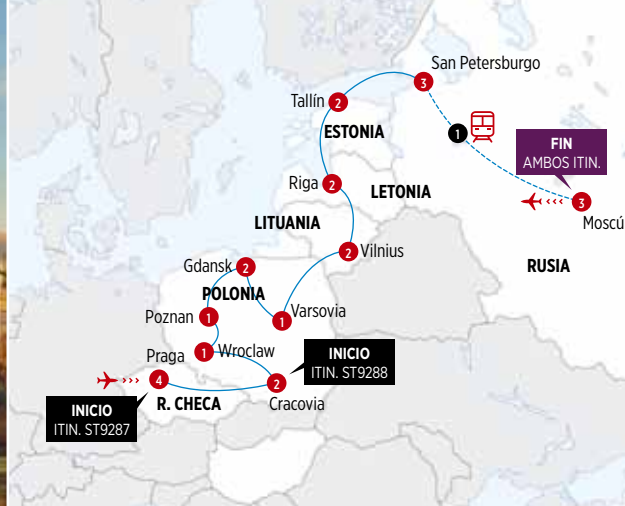 San Petersburgo
3
Tallín
2
ESTONIA
1
FIN
AMBOS ITIN.
Riga
2
LETONIA
3
Moscú
LITUANIA
2
Vilnius
RUSIA
Gdansk
2
POLONIA
Poznan
1
1
Varsovia
Praga
1
Wroclaw
INICIO
ITIN. ST9288
4
2
Cracovia
R. CHECA
INICIO
ITIN. ST9287